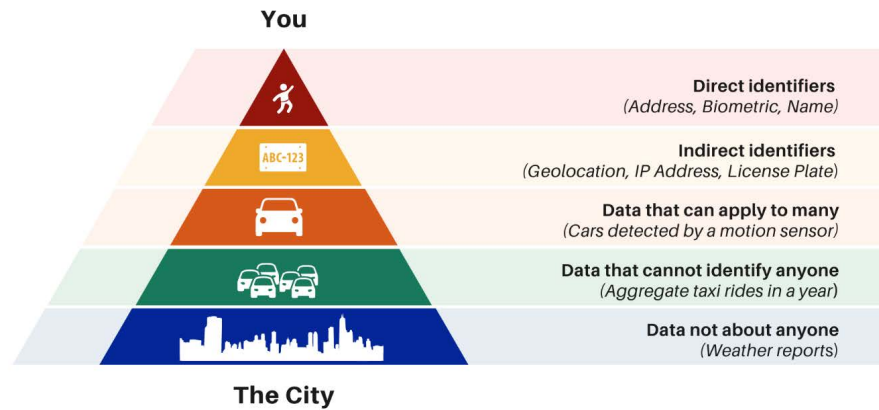 You
Direct identifiers
(Address, Biometric, Name)
ABC-123
Indirect identifiers
(Geolocation, IP Address, License Plate)
Data that can apply to many
(Cars detected by a motion sensor)
Data that cannot identify anyone
(Aggregate taxi rides in a year)
Data not about anyone
(Weather reports)
The City